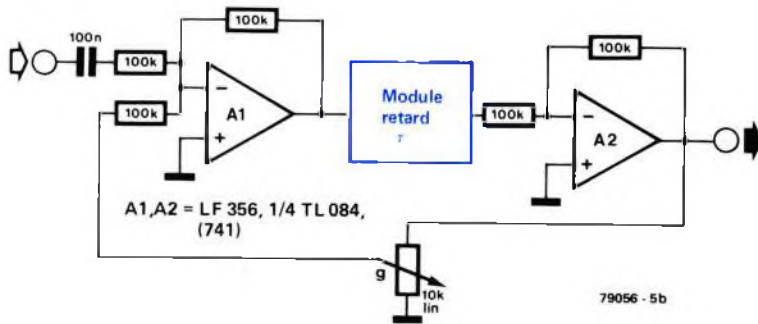 100n
100k
100k
100k
A1
Module
retard
τ
100k
100k
A2
A1,A2 = LF 356, 1/4 TL 084,
(741)
g
10k
lin
79056 - 5b